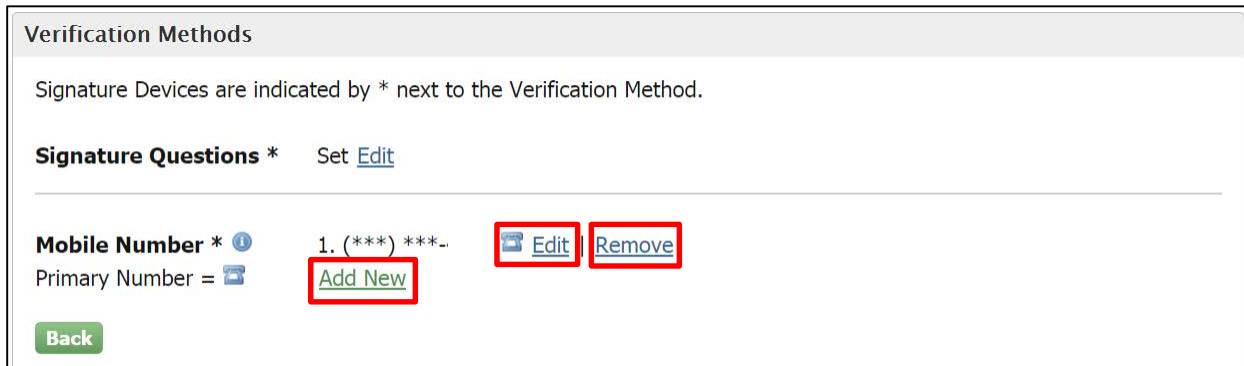 Verification Methods
Signature Devices are indicated by * next to the Verification Method.
Signature Questions * Set Edit
Mobile Number * 1. (***) ***- Edit | Remove
Primary Number = Add New
Back